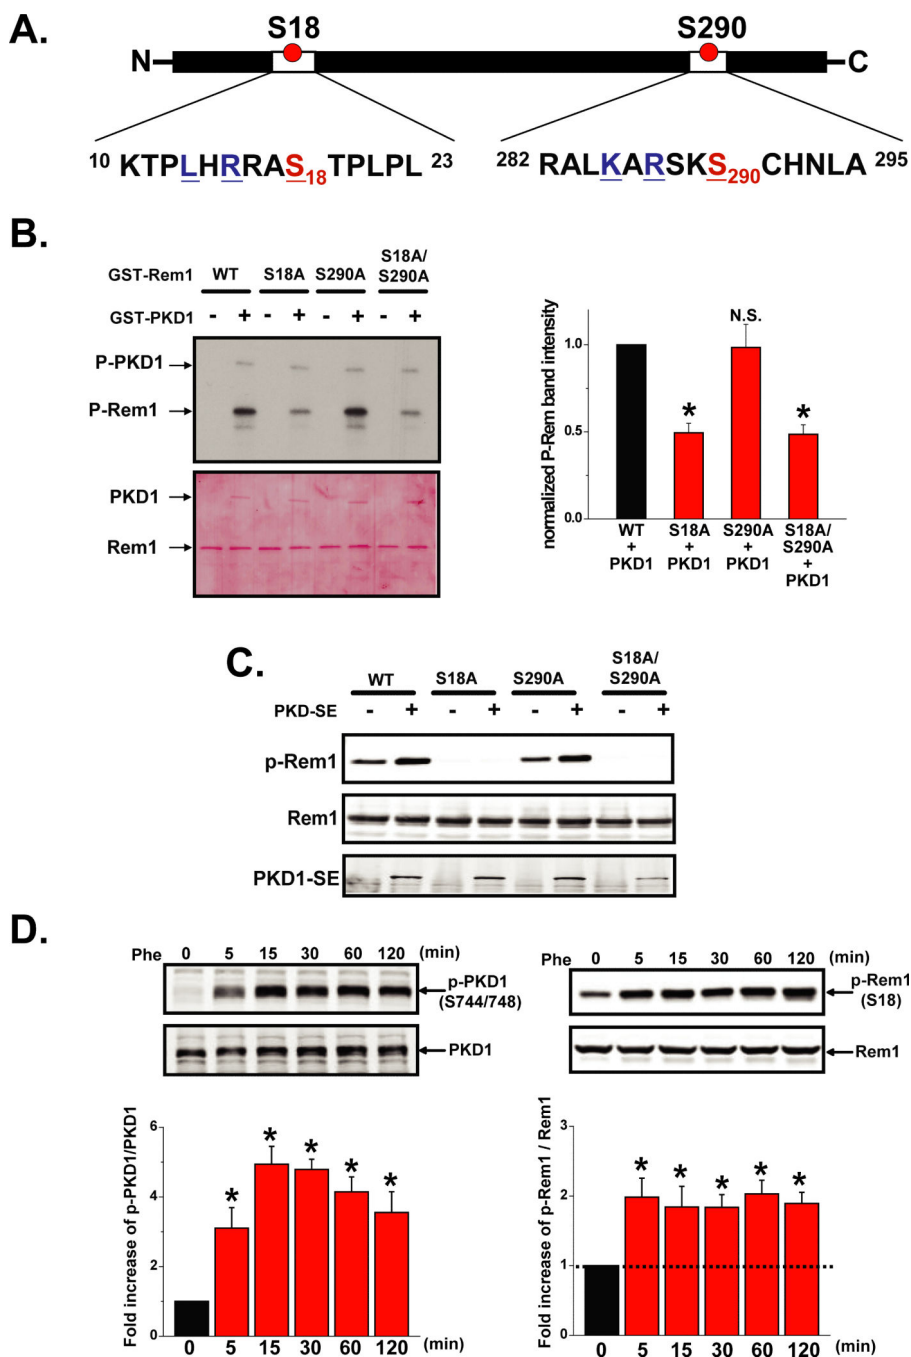 A.
S18 S290
N C
10 KTPLHRRAS18TPLPL 23
282 RALKARSKS290CHNLA 295
B.
GST-Rem1 WT S18A S290A S18A/
S290A
GST-PKD1 - + - + - + - +
P-PKD1
P-Rem1
PKD1
Rem1
normalized P-Rem band intensity
1.0
0.5
0.0
* N.S. *
WT
+
PKD1
S18A
+
PKD1
S290A
+
PKD1
S18A/
S290A
+
PKD1
C.
WT S18A S290A S18A/
S290A
PKD-SE - + - + - + - +
p-Rem1
Rem1
PKD1-SE
D.
Phe 0 5 15 30 60 120 (min)
p-PKD1
(S744/748)
PKD1
Fold increase of p-PKD1/PKD1
6
4
2
0
* * * * *
0 5 15 30 60 120 (min)
Phe 0 5 15 30 60 120 (min)
p-Rem1
(S18)
Rem1
Fold increase of p-Rem1 / Rem1
3
2
1
0
* * * * *
0 5 15 30 60 120 (min)